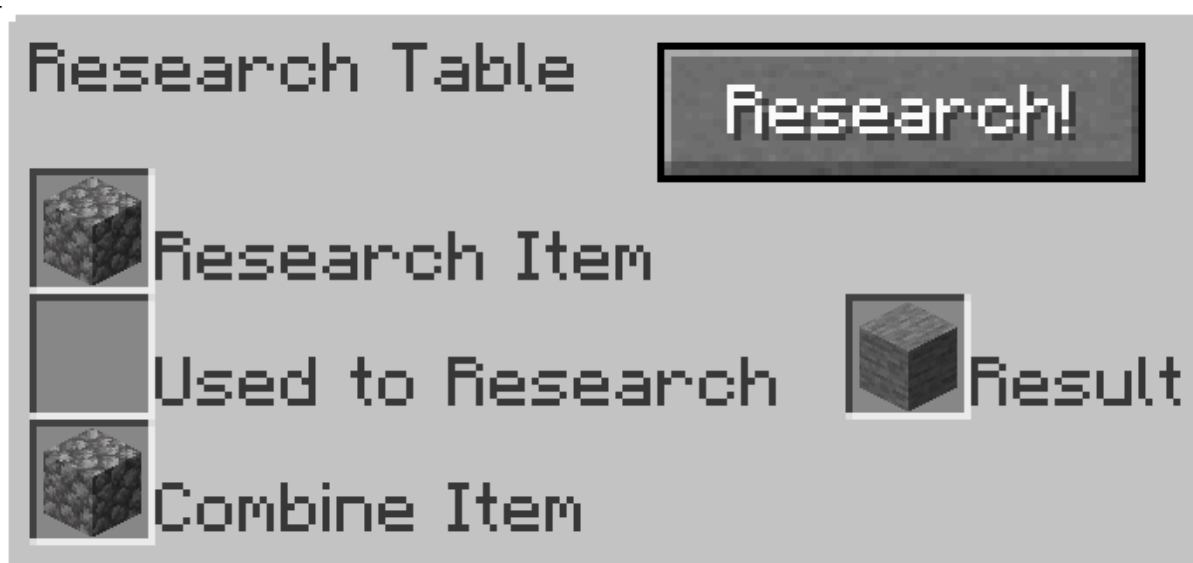 Research Table
Research!
Research Item
Used to Research
Result
Combine Item